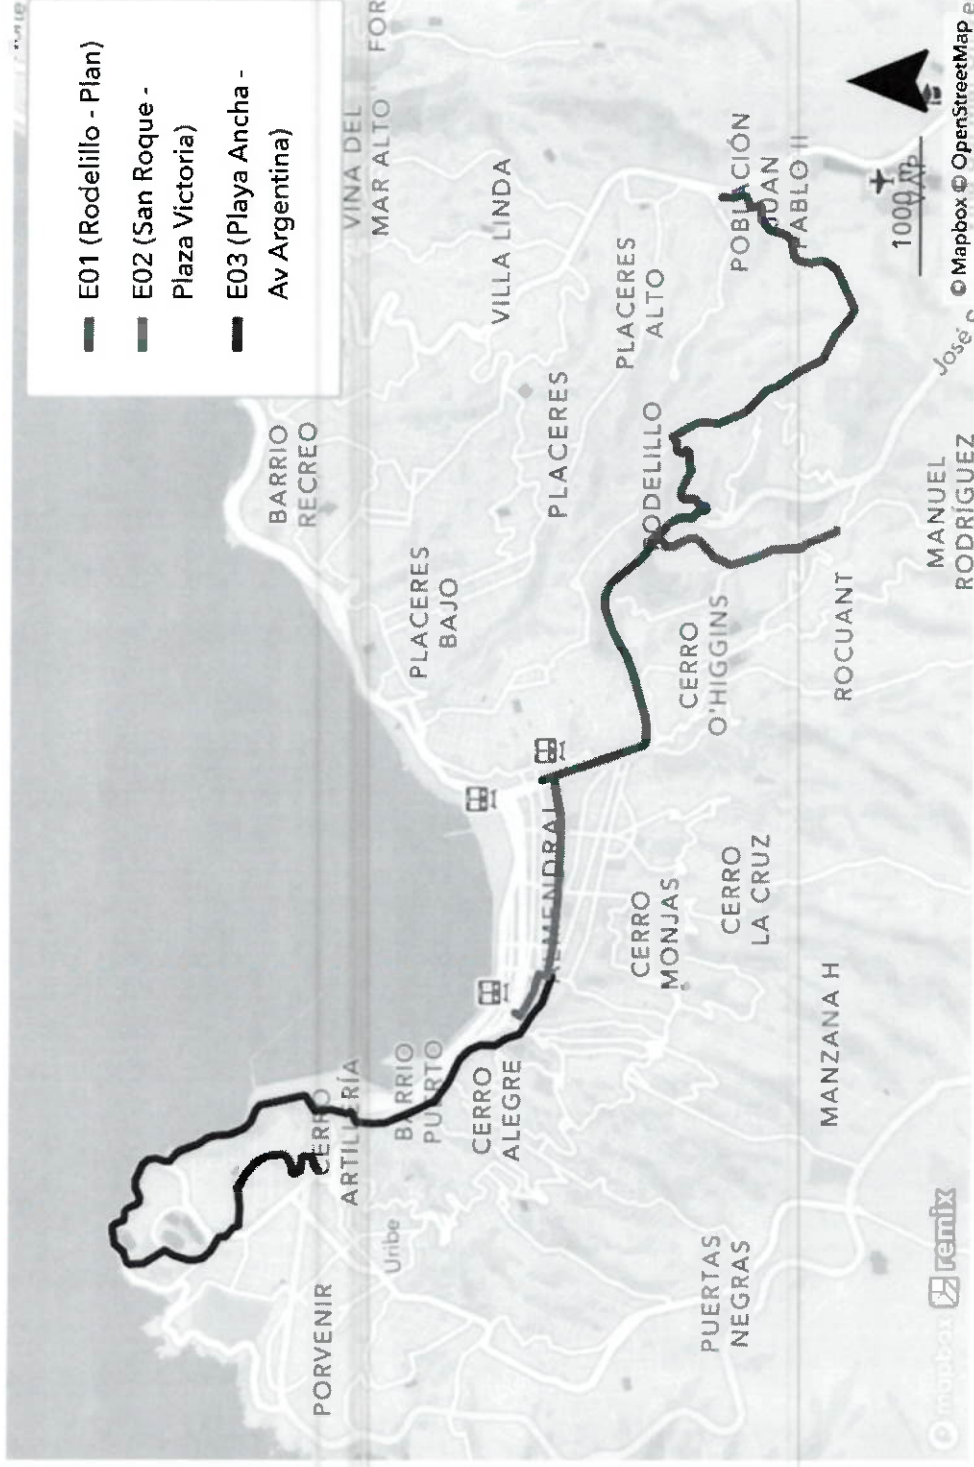 E01 (Rodelillo - Plan)
E02 (San Roque -
Plaza Victoria)
E03 (Playa Ancha -
Av Argentina)
VIÑA DEL
MAR ALTO
FOR
BARRIO
RECREO
VILLA LINDA
PLACERES
PLACERES
ALTO
POBLACIÓN
JUAN
PABLO II
PLACERES
BAJO
RODELILLO
CERRO
O'HIGGINS
ROCUANT
MANUEL
RODRÍGUEZ
José
ALMENDRAL
CERRO
MONJAS
CERRO
LA CRUZ
MANZANA H
CERRO
ARTILLERÍA
BARRIO
PUERTO
CERRO
ALEGRE
Uribe
PORVENIR
PUERTAS
NEGRAS
1000 m
mapbox remix
© Mapbox © OpenStreetMap